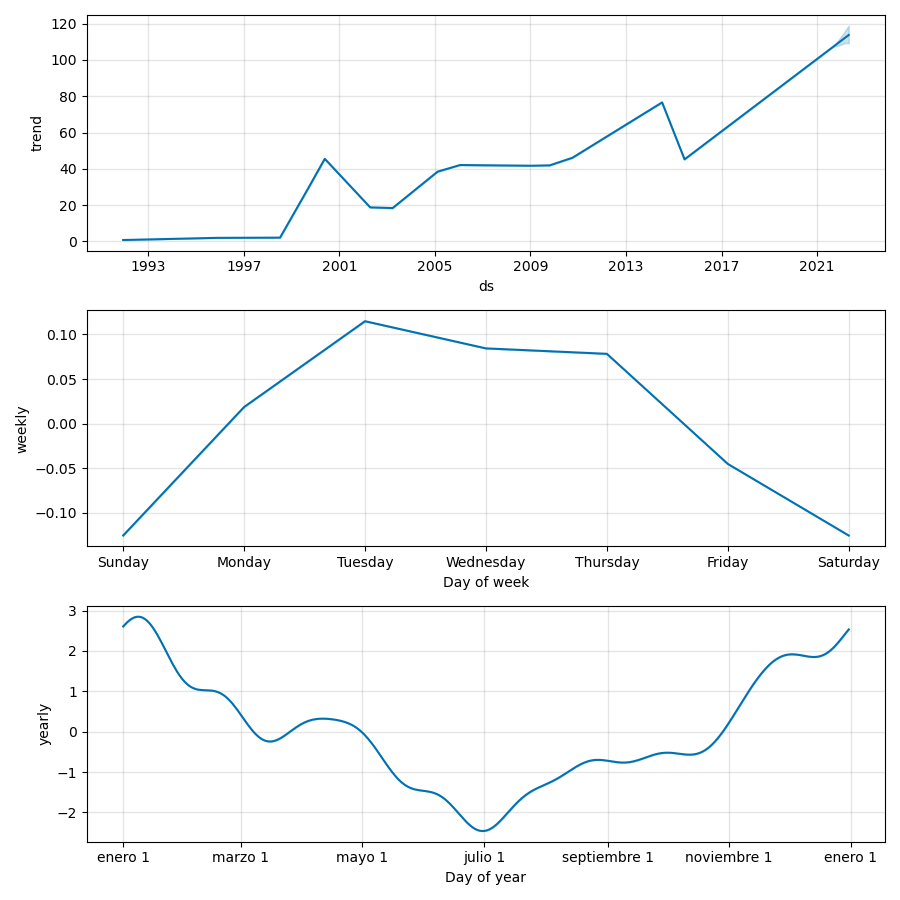 120
100
80
60
40
20
0
trend
1993 1997 2001 2005 2009 2013 2017 2021
ds
0.10
0.05
0.00
−0.05
−0.10
weekly
Sunday Monday Tuesday Wednesday Thursday Friday Saturday
Day of week
3
2
1
0
−1
−2
yearly
enero 1 marzo 1 mayo 1 julio 1 septiembre 1 noviembre 1 enero 1
Day of year